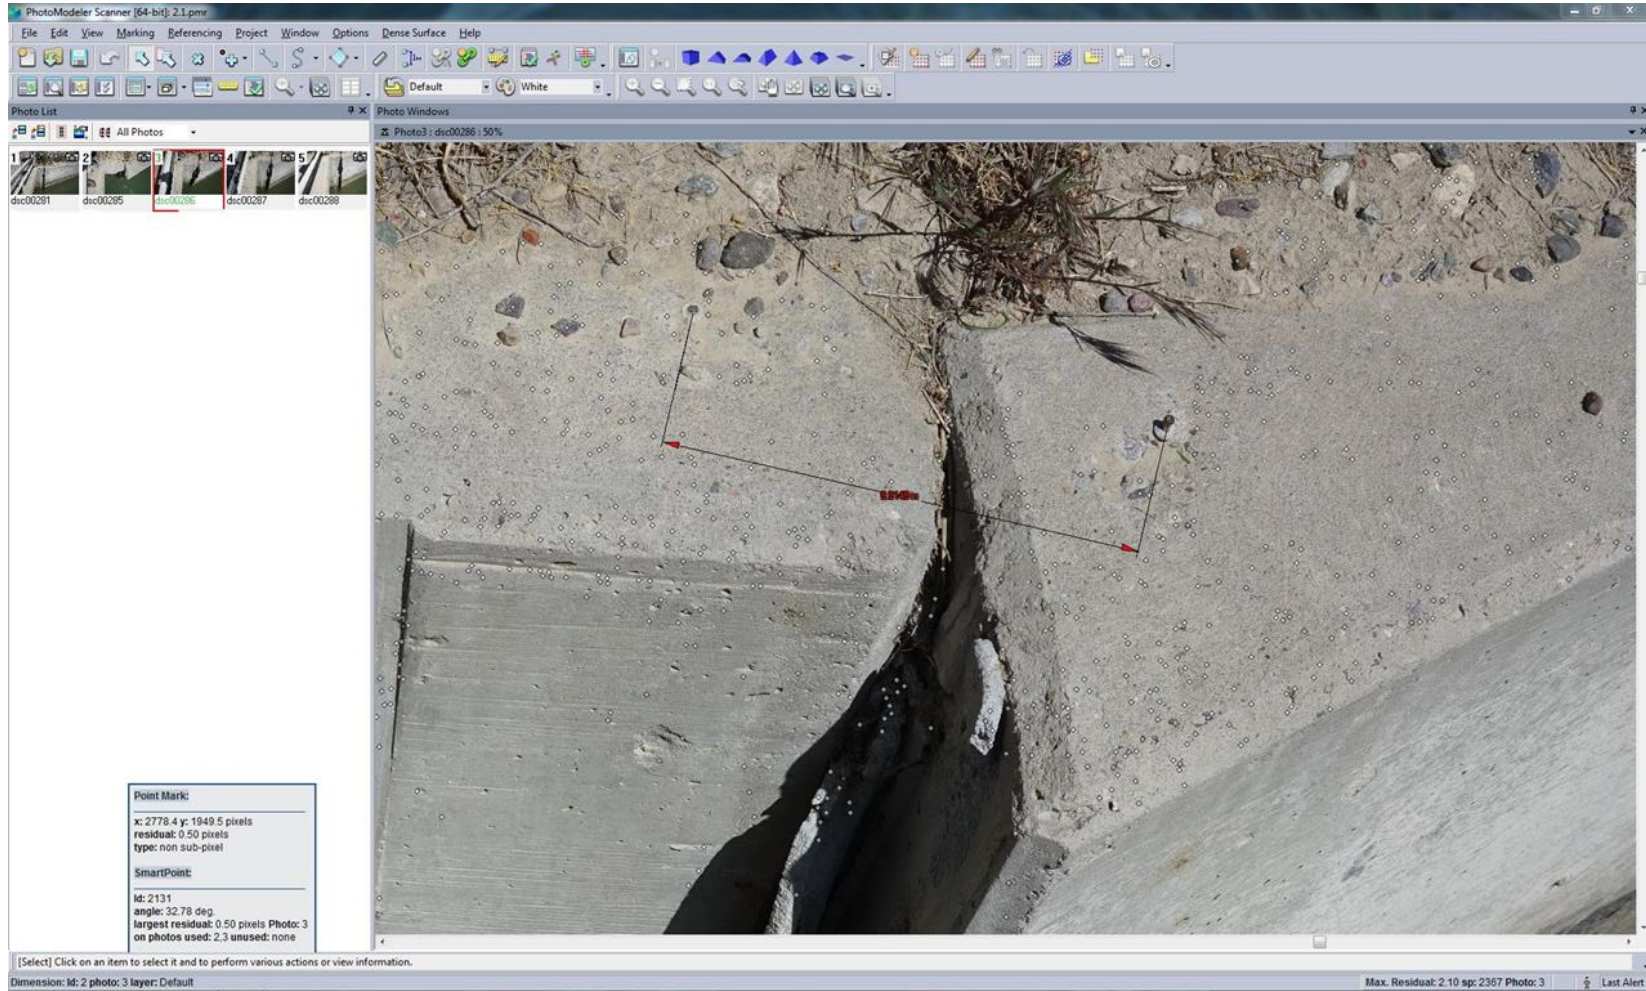 PhotoModeler Scanner [64-bit]: 2.1.pmr
File Edit View Marking Referencing Project Window Options Dense Surface Help
Default White
Photo List
Photo Windows
All Photos
Photo3 : dsc00286 : 50%
1 2 3 4 5
dsc00281 dsc00285 dsc00286 dsc00287 dsc00288
Point Mark:
x: 2778.4 y: 1949.5 pixels
residual: 0.50 pixels
type: non sub-pixel
SmartPoint:
Id: 2131
angle: 32.78 deg.
largest residual: 0.50 pixels Photo: 3
on photos used: 2,3 unused: none
[Select] Click on an item to select it and to perform various actions or view information.
Dimension: Id: 2 photo: 3 layer: Default
Max. Residual: 2.10 sp: 2367 Photo: 3
Last Alert